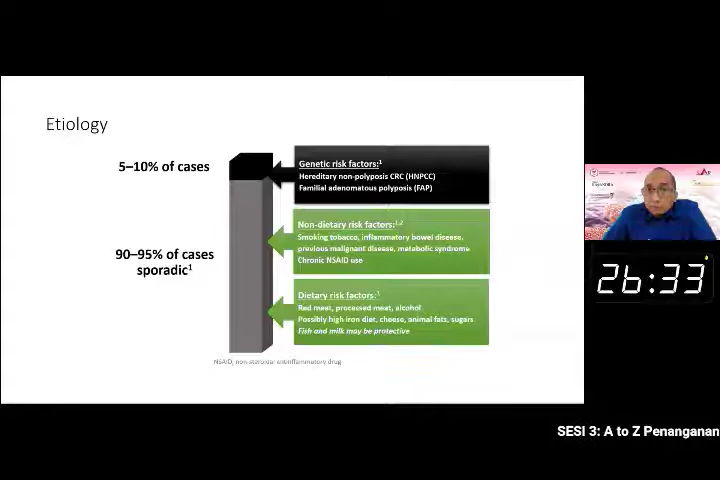 Etiology
5–10% of cases
Genetic risk factors:1
Hereditary non-polyposis CRC (HNPCC)
Familial adenomatous polyposis (FAP)
90–95% of cases
sporadic1
Non-dietary risk factors:1,2
Smoking tobacco, inflammatory bowel disease,
previous malignant disease, metabolic syndrome
Chronic NSAID use
Dietary risk factors:1
Red meat, processed meat, alcohol
Possibly high iron diet, cheese, animal fats, sugars
Fish and milk may be protective
NSAID, non-steroidal antiinflammatory drug
26:33
SESI 3: A to Z Penanganan